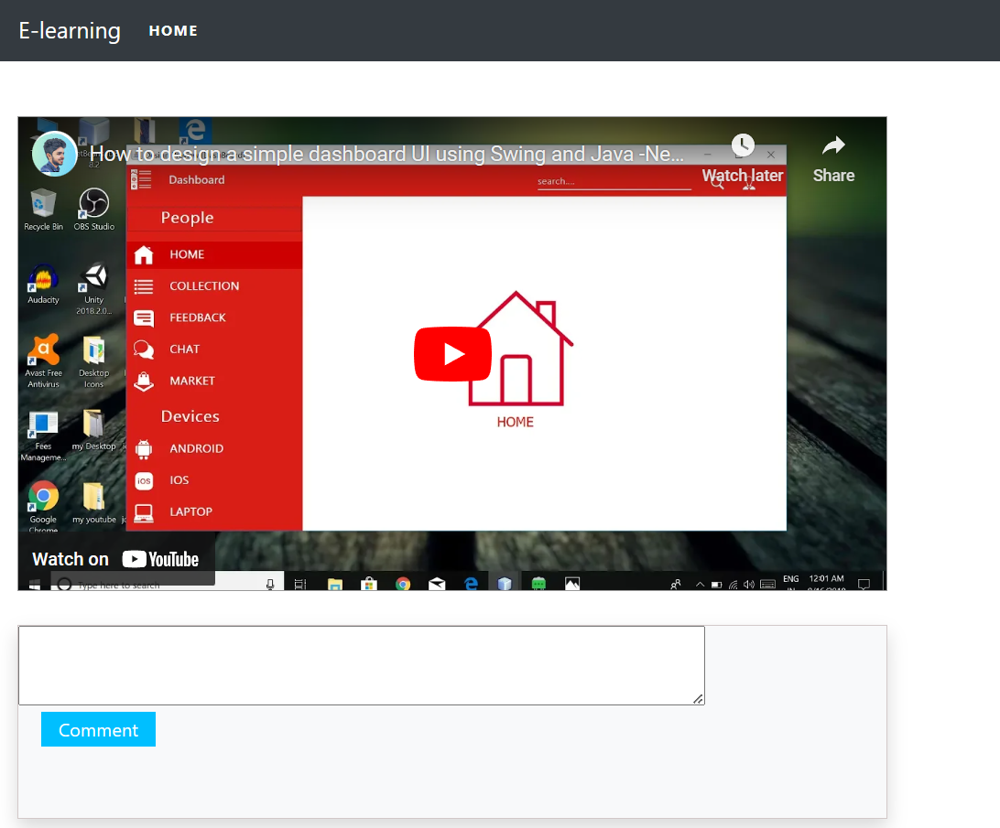 E-learning HOME
How to design a simple dashboard UI using Swing and Java -Ne...
Watch later
Share
Dashboard
search....
People
HOME
COLLECTION
FEEDBACK
CHAT
MARKET
Devices
ANDROID
iOS IOS
LAPTOP
HOME
8.2
Recycle Bin OBS Studio
Audacity Unity
2018.2.0...
Avast Free Desktop
Antivirus Icons
Fees my Desktop
Manageme...
Google my youtube
Chrome
Watch on YouTube
Type here to search
ENG 12:01 AM
Comment